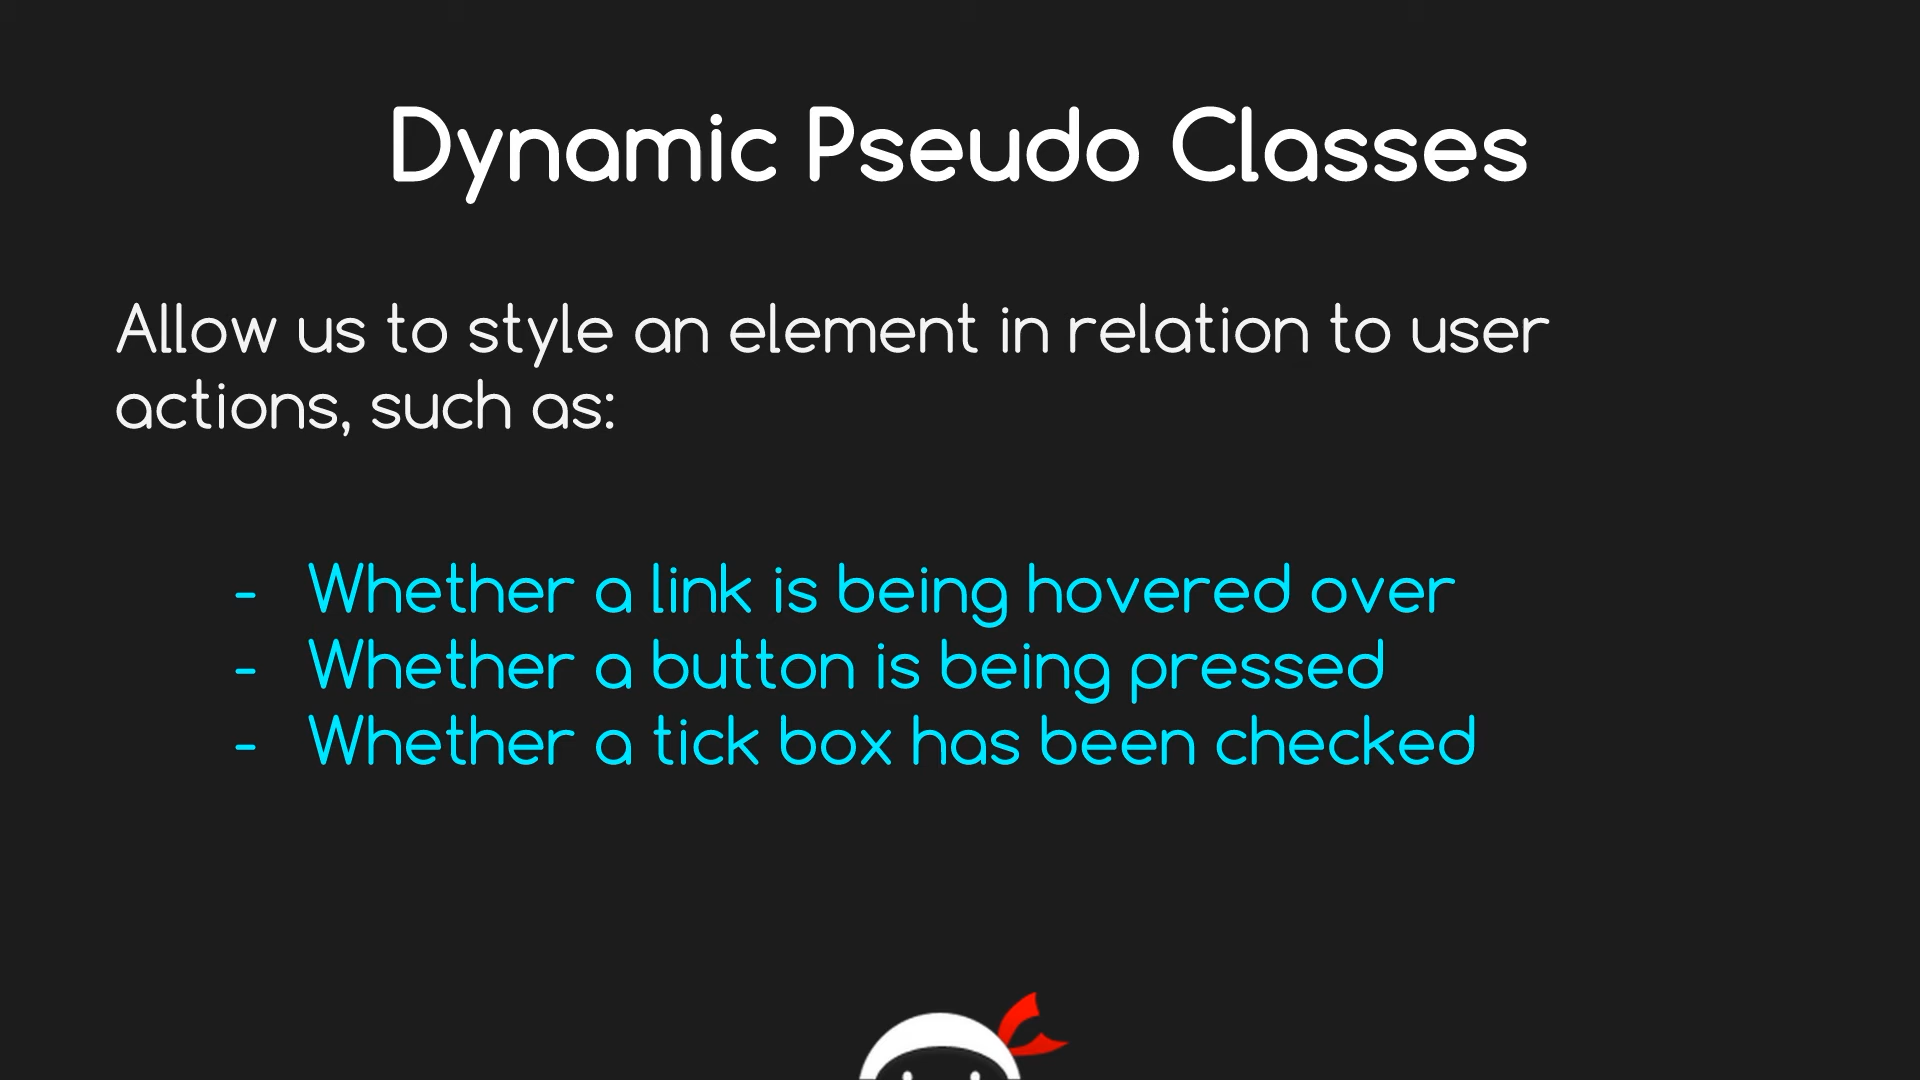 Dynamic Pseudo Classes
Allow us to style an element in relation to user
actions, such as:
- Whether a link is being hovered over
- Whether a button is being pressed
- Whether a tick box has been checked